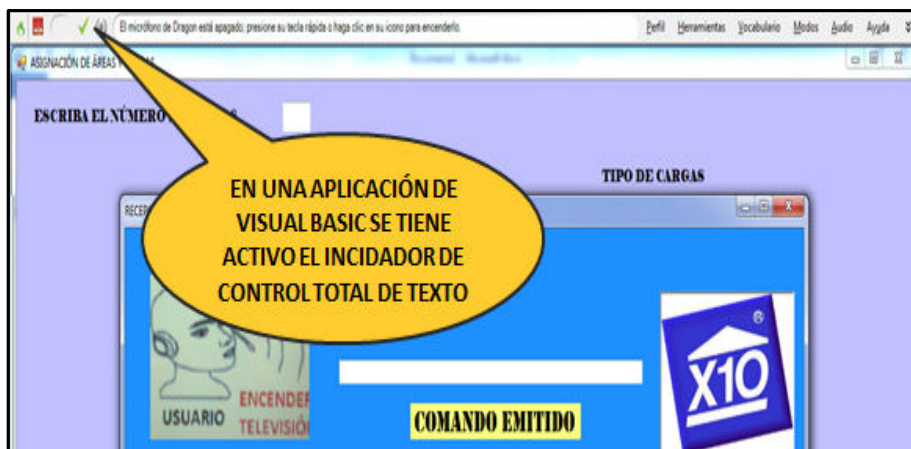 El micrófono de Dragon está apagado; presione su tecla rápida o haga clic en su icono para encenderlo.
Perfil Herramientas Vocabulario Modos Audio Ayuda
ASIGNACIÓN DE ÁREAS
ESCRIBA EL NÚMERO
TIPO DE CARGAS
EN UNA APLICACIÓN DE
VISUAL BASIC SE TIENE
ACTIVO EL INCIDADOR DE
CONTROL TOTAL DE TEXTO
USUARIO
ENCENDER
TELEVISIÓN
X10
®
COMANDO EMITIDO